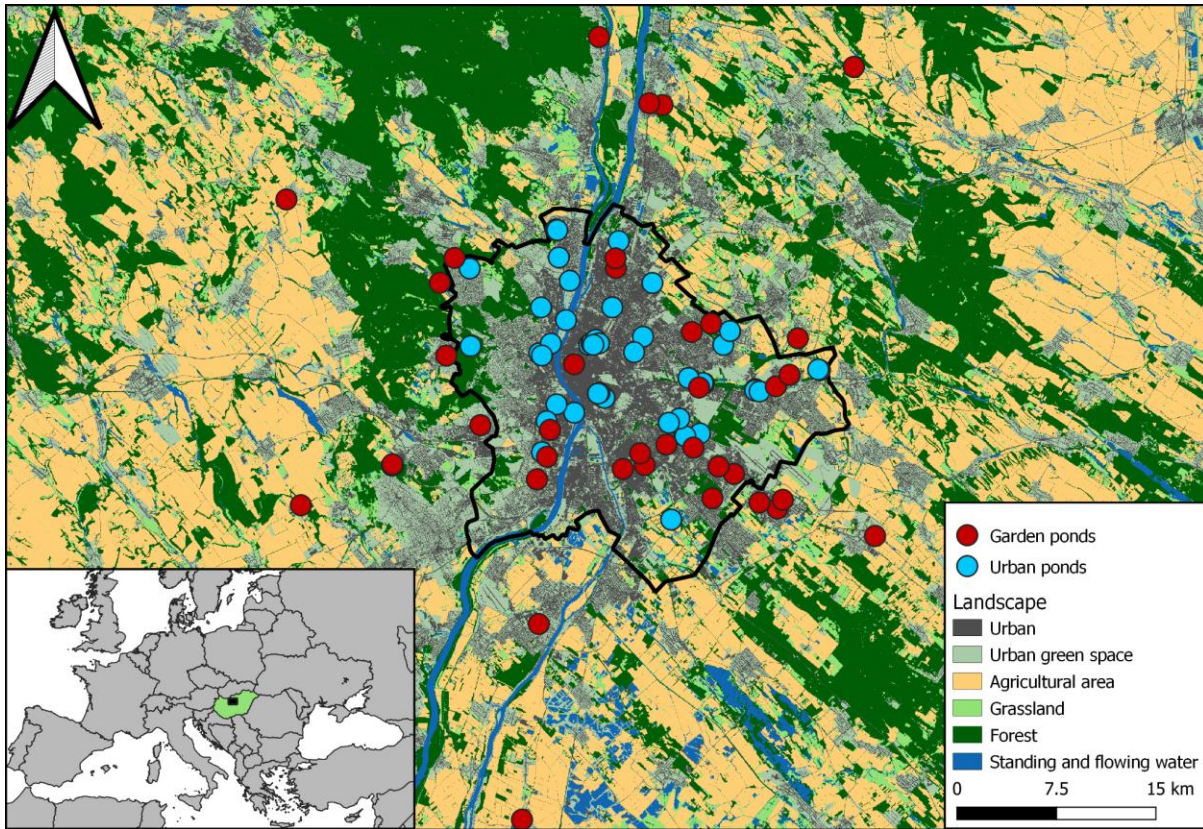 Garden ponds
Urban ponds
Landscape
Urban
Urban green space
Agricultural area
Grassland
Forest
Standing and flowing water
0 7.5 15 km